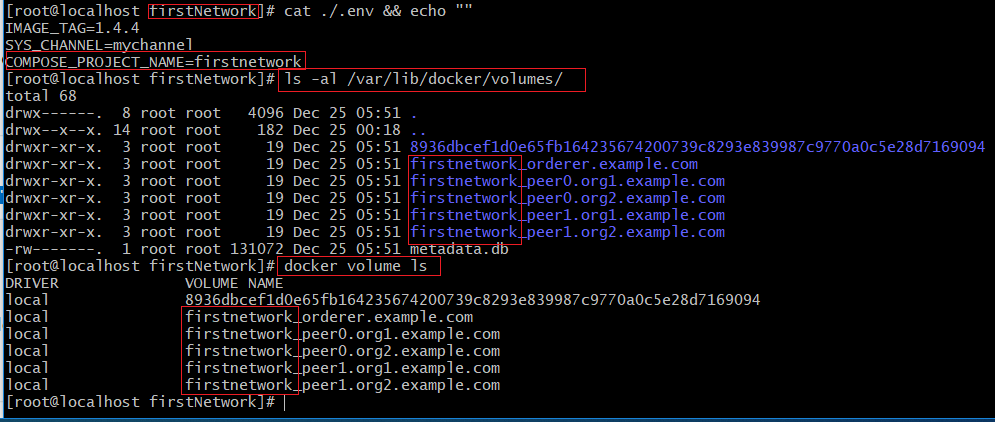 [root@localhost firstNetwork]# cat ./.env && echo ""
IMAGE_TAG=1.4.4
SYS_CHANNEL=mychannel
COMPOSE_PROJECT_NAME=firstnetwork
[root@localhost firstNetwork]# ls -al /var/lib/docker/volumes/
total 68
drwx------. 8 root root 4096 Dec 25 05:51 .
drwx--x--x. 14 root root 182 Dec 25 00:18 ..
drwxr-xr-x. 3 root root 19 Dec 25 05:51 8936dbcef1d0e65fb164235674200739c8293e839987c9770a0c5e28d7169094
drwxr-xr-x. 3 root root 19 Dec 25 05:51 firstnetwork_orderer.example.com
drwxr-xr-x. 3 root root 19 Dec 25 05:51 firstnetwork_peer0.org1.example.com
drwxr-xr-x. 3 root root 19 Dec 25 05:51 firstnetwork_peer0.org2.example.com
drwxr-xr-x. 3 root root 19 Dec 25 05:51 firstnetwork_peer1.org1.example.com
drwxr-xr-x. 3 root root 19 Dec 25 05:51 firstnetwork_peer1.org2.example.com
-rw-------. 1 root root 131072 Dec 25 05:51 metadata.db
[root@localhost firstNetwork]# docker volume ls
DRIVER VOLUME NAME
local 8936dbcef1d0e65fb164235674200739c8293e839987c9770a0c5e28d7169094
local firstnetwork_orderer.example.com
local firstnetwork_peer0.org1.example.com
local firstnetwork_peer0.org2.example.com
local firstnetwork_peer1.org1.example.com
local firstnetwork_peer1.org2.example.com
[root@localhost firstNetwork]#